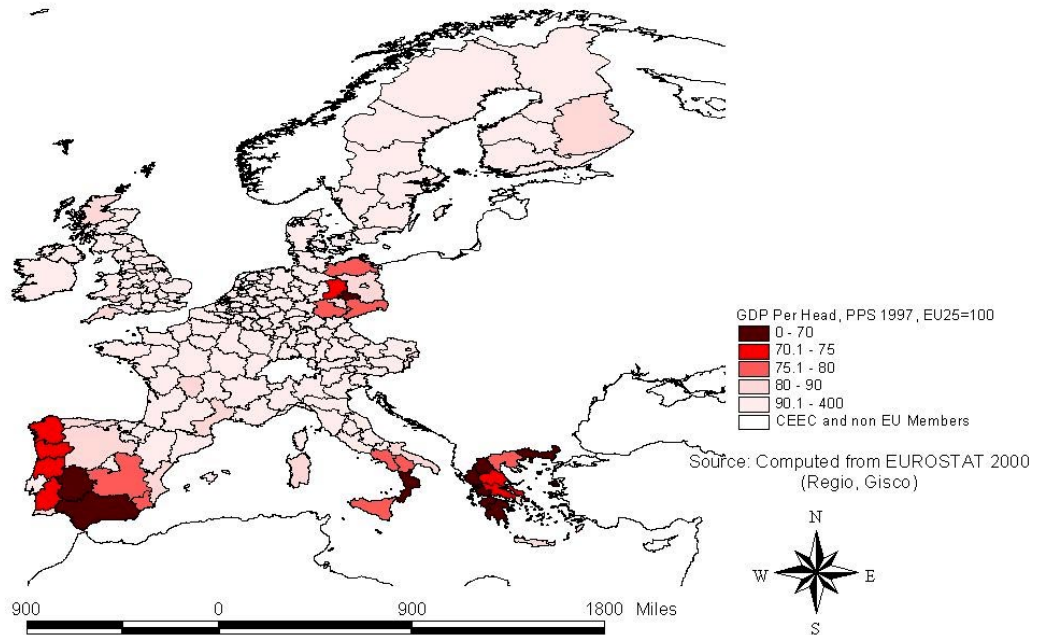 GDP Per Head, PPS 1997, EU25=100
0 - 70
70.1 - 75
75.1 - 80
80 - 90
90.1 - 400
CEEC and non EU Members
Source: Computed from EUROSTAT 2000
(Regio, Gisco)
N
W E
S
900 0 900 1800 Miles